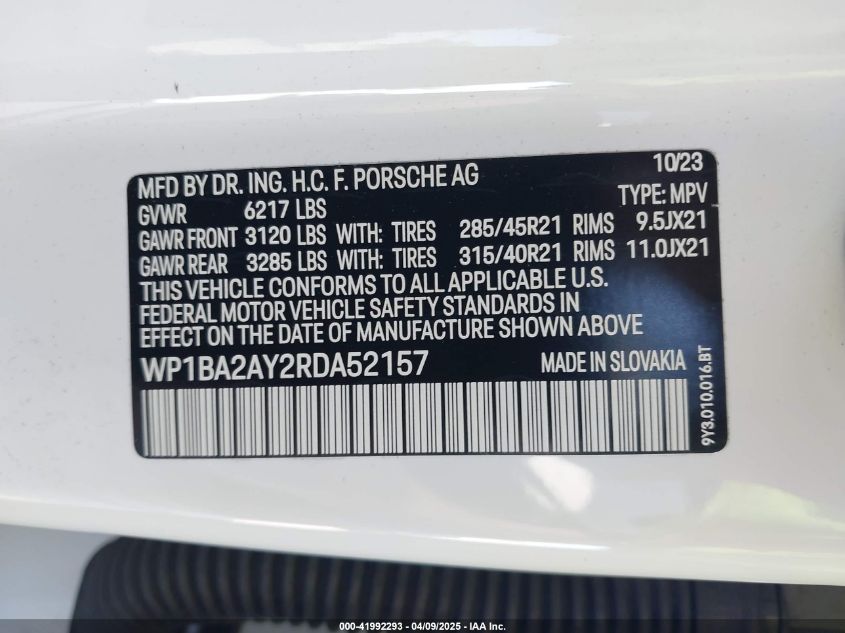 MFD BY DR. ING. H.C. F. PORSCHE AG 10/23
GVWR 6217 LBS TYPE: MPV
GAWR FRONT 3120 LBS WITH: TIRES 285/45R21 RIMS 9.5JX21
GAWR REAR 3285 LBS WITH: TIRES 315/40R21 RIMS 11.0JX21
THIS VEHICLE CONFORMS TO ALL APPLICABLE U.S.
FEDERAL MOTOR VEHICLE SAFETY STANDARDS IN
EFFECT ON THE DATE OF MANUFACTURE SHOWN ABOVE.
WP1BA2AY2RDA52157 MADE IN SLOVAKIA
9Y3.010.016.BT
000-41992293 - 04/09/2025 - IAA Inc.